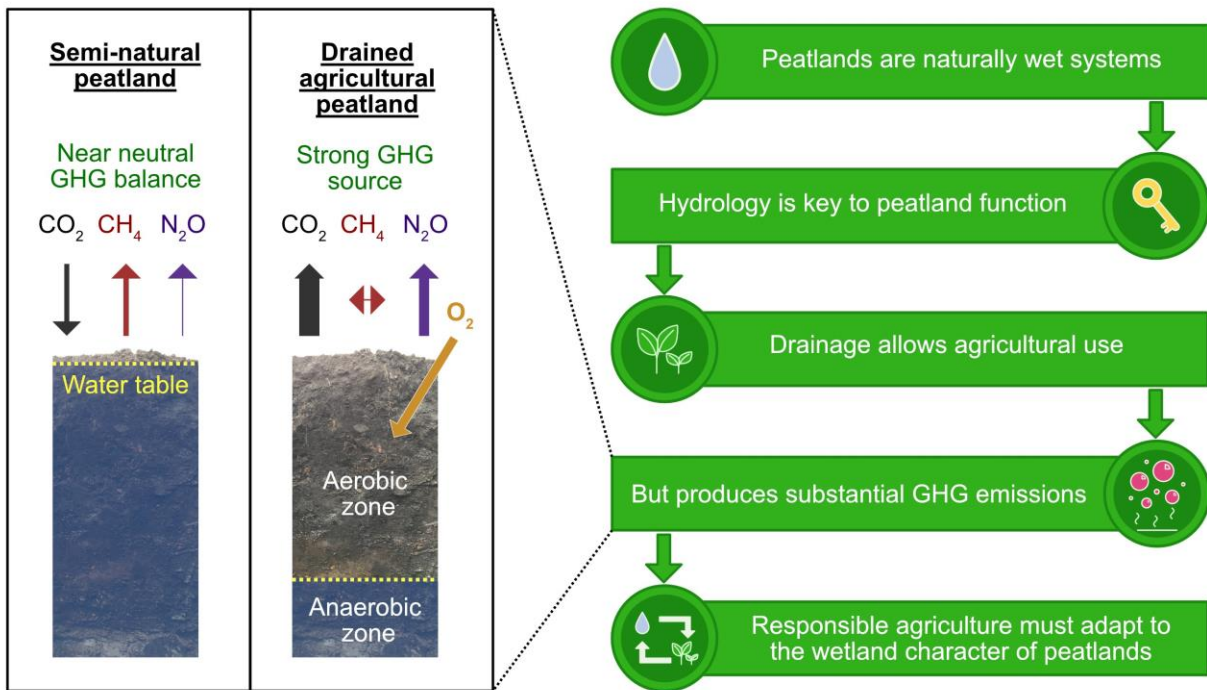 Semi-natural
peatland
Near neutral
GHG balance
CO₂ CH₄ N₂O
Water table
Drained
agricultural
peatland
Strong GHG
source
CO₂ CH₄ N₂O
O₂
Aerobic
zone
Anaerobic
zone
Peatlands are naturally wet systems
Hydrology is key to peatland function
Drainage allows agricultural use
But produces substantial GHG emissions
Responsible agriculture must adapt to
the wetland character of peatlands